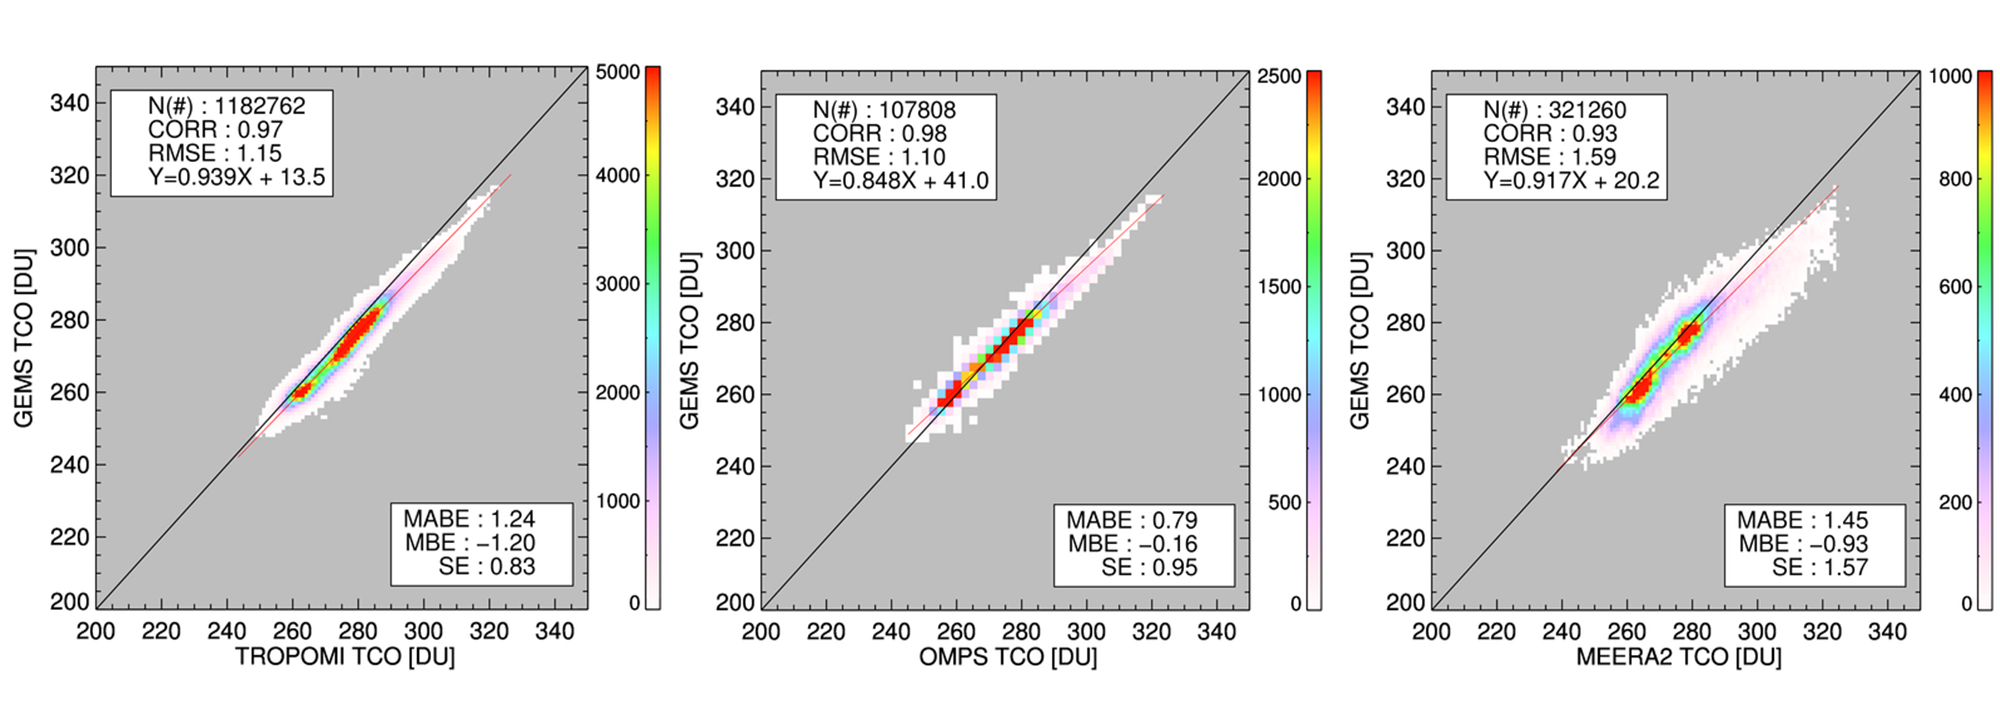 N(#) : 1182762
CORR : 0.97
RMSE : 1.15
Y=0.939X + 13.5
MABE : 1.24
MBE : −1.20
SE : 0.83
340
320
300
280
260
240
220
200
GEMS TCO [DU]
200 220 240 260 280 300 320 340
TROPOMI TCO [DU]
5000
4000
3000
2000
1000
0
N(#) : 107808
CORR : 0.98
RMSE : 1.10
Y=0.848X + 41.0
MABE : 0.79
MBE : −0.16
SE : 0.95
340
320
300
280
260
240
220
200
GEMS TCO [DU]
200 220 240 260 280 300 320 340
OMPS TCO [DU]
2500
2000
1500
1000
500
0
N(#) : 321260
CORR : 0.93
RMSE : 1.59
Y=0.917X + 20.2
MABE : 1.45
MBE : −0.93
SE : 1.57
340
320
300
280
260
240
220
200
GEMS TCO [DU]
200 220 240 260 280 300 320 340
MEERA2 TCO [DU]
1000
800
600
400
200
0